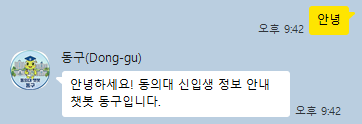 안녕
오후 9:42
동구(Dong-gu)
안녕하세요! 동의대 신입생 정보 안내
챗봇 동구입니다.
오후 9:42